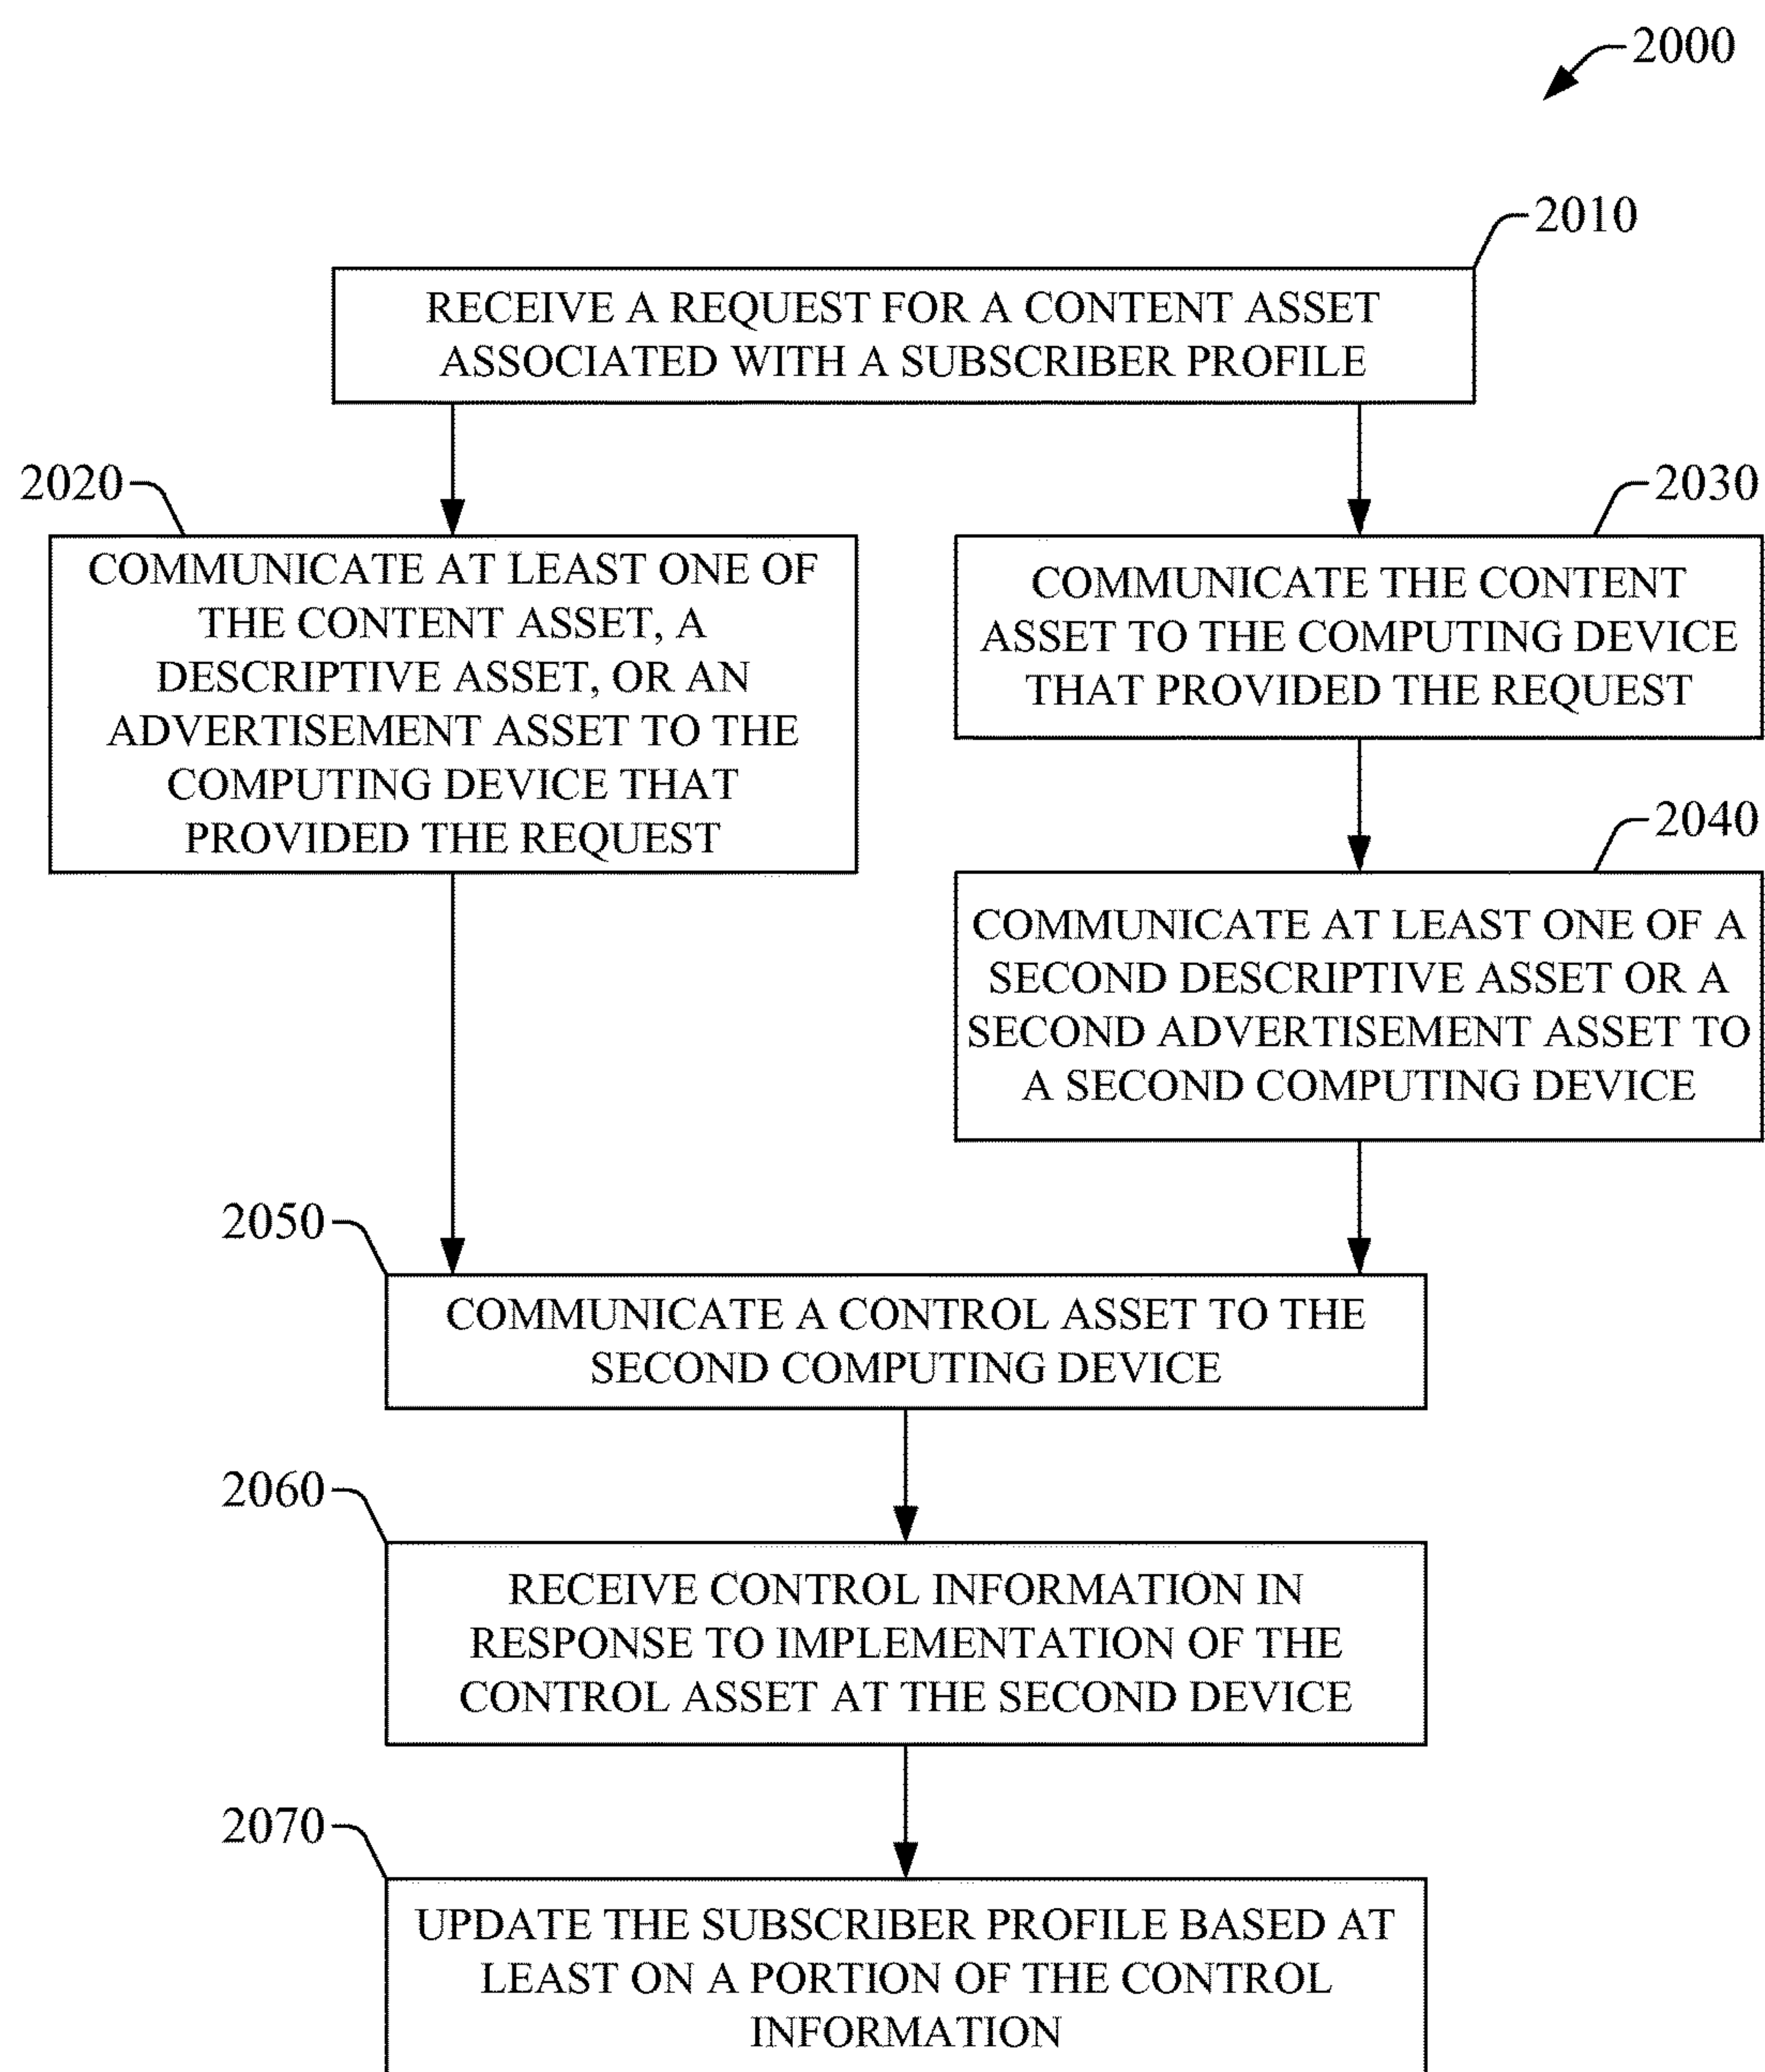 2000
2010
RECEIVE A REQUEST FOR A CONTENT ASSET
ASSOCIATED WITH A SUBSCRIBER PROFILE
2020
COMMUNICATE AT LEAST ONE OF
THE CONTENT ASSET, A
DESCRIPTIVE ASSET, OR AN
ADVERTISEMENT ASSET TO THE
COMPUTING DEVICE THAT
PROVIDED THE REQUEST
2030
COMMUNICATE THE CONTENT
ASSET TO THE COMPUTING DEVICE
THAT PROVIDED THE REQUEST
2040
COMMUNICATE AT LEAST ONE OF A
SECOND DESCRIPTIVE ASSET OR A
SECOND ADVERTISEMENT ASSET TO
A SECOND COMPUTING DEVICE
2050
COMMUNICATE A CONTROL ASSET TO THE
SECOND COMPUTING DEVICE
2060
RECEIVE CONTROL INFORMATION IN
RESPONSE TO IMPLEMENTATION OF THE
CONTROL ASSET AT THE SECOND DEVICE
2070
UPDATE THE SUBSCRIBER PROFILE BASED AT
LEAST ON A PORTION OF THE CONTROL
INFORMATION